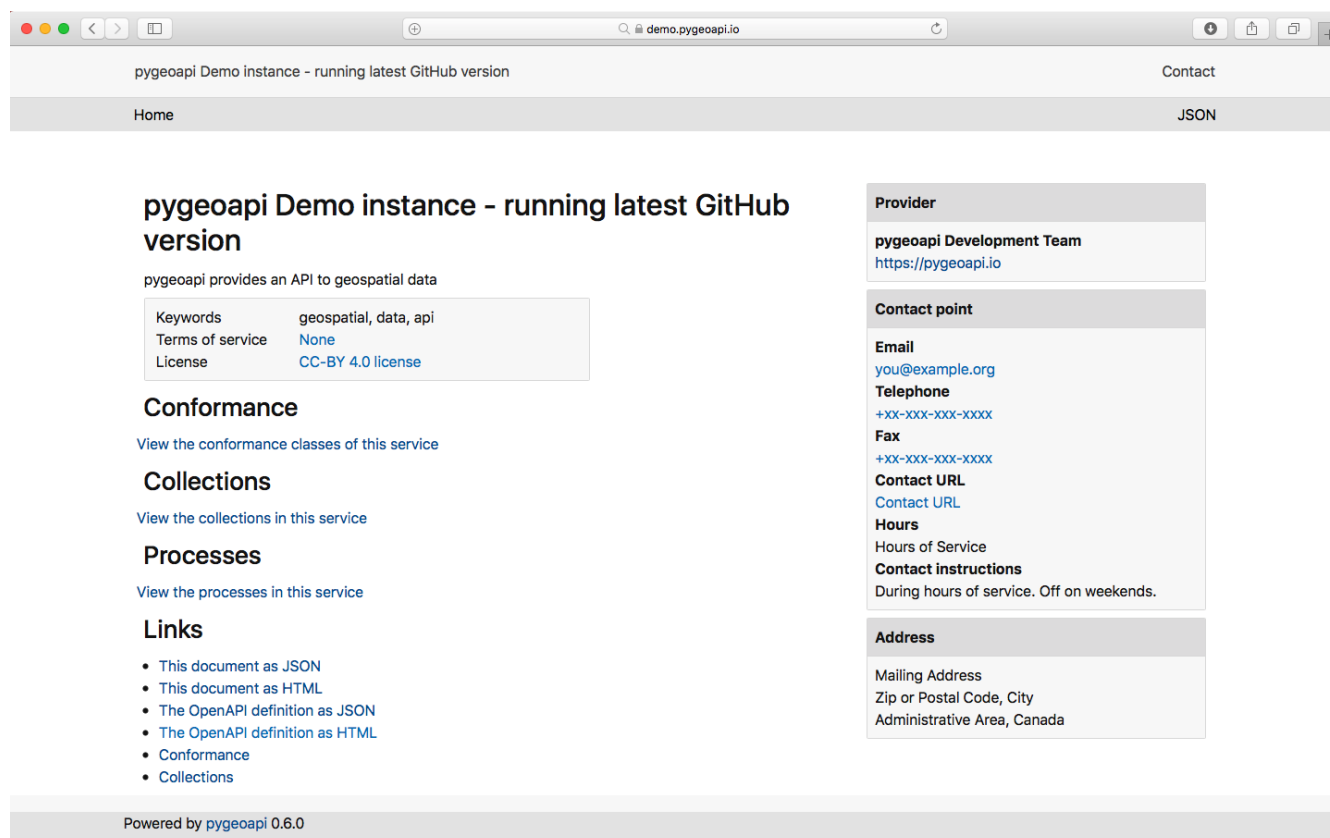 demo.pygeoapi.io
pygeoapi Demo instance - running latest GitHub version
Contact
Home
JSON
pygeoapi Demo instance - running latest GitHub
version
pygeoapi provides an API to geospatial data
Keywords geospatial, data, api
Terms of service None
License CC-BY 4.0 license
Conformance
View the conformance classes of this service
Collections
View the collections in this service
Processes
View the processes in this service
Links
This document as JSON
This document as HTML
The OpenAPI definition as JSON
The OpenAPI definition as HTML
Conformance
Collections
Provider
pygeoapi Development Team
https://pygeoapi.io
Contact point
Email
you@example.org
Telephone
+xx-xxx-xxx-xxxx
Fax
+xx-xxx-xxx-xxxx
Contact URL
Contact URL
Hours
Hours of Service
Contact instructions
During hours of service. Off on weekends.
Address
Mailing Address
Zip or Postal Code, City
Administrative Area, Canada
Powered by pygeoapi 0.6.0